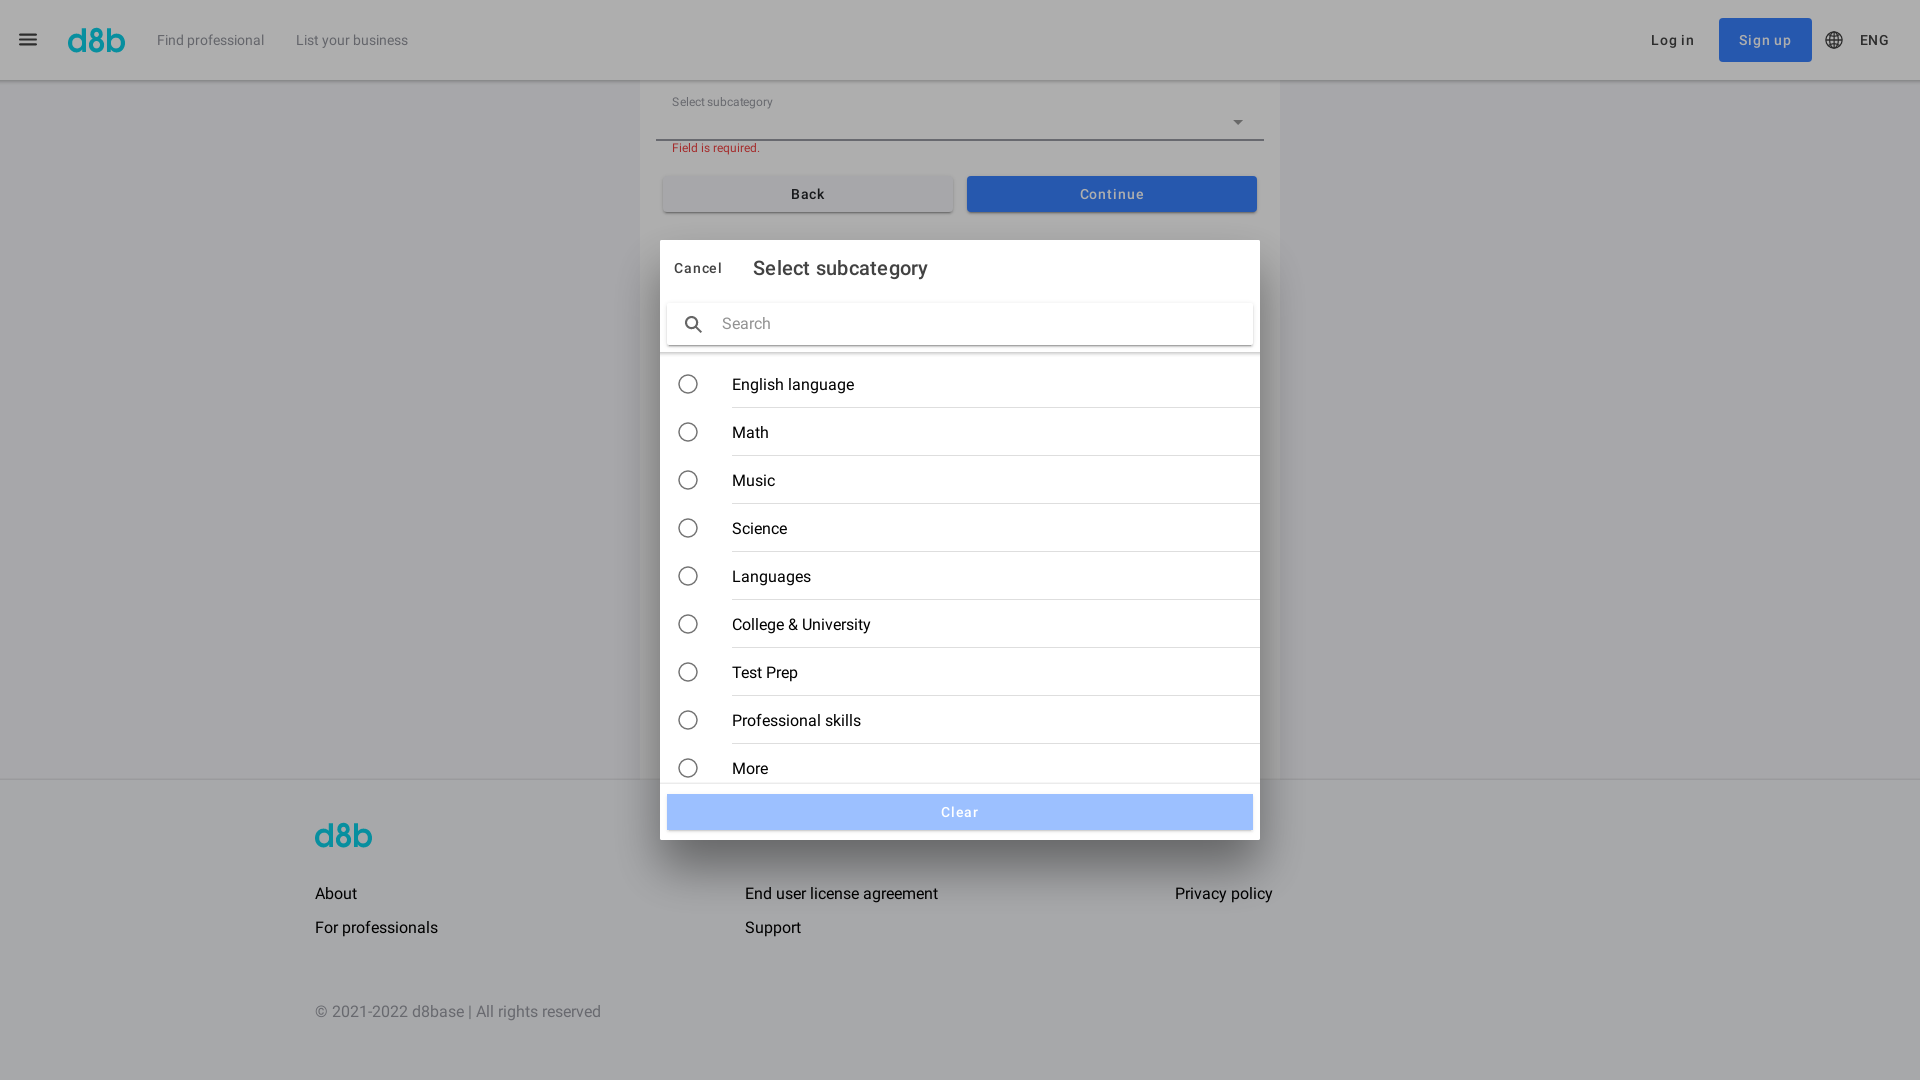 d8b
Find professional
List your business
Log in
Sign up
ENG
Select subcategory
Field is required.
Back
Continue
Cancel
Select subcategory
Search
English language
Math
Music
Science
Languages
College & University
Test Prep
Professional skills
More
Clear
d8b
About
End user license agreement
Privacy policy
For professionals
Support
© 2021-2022 d8base | All rights reserved